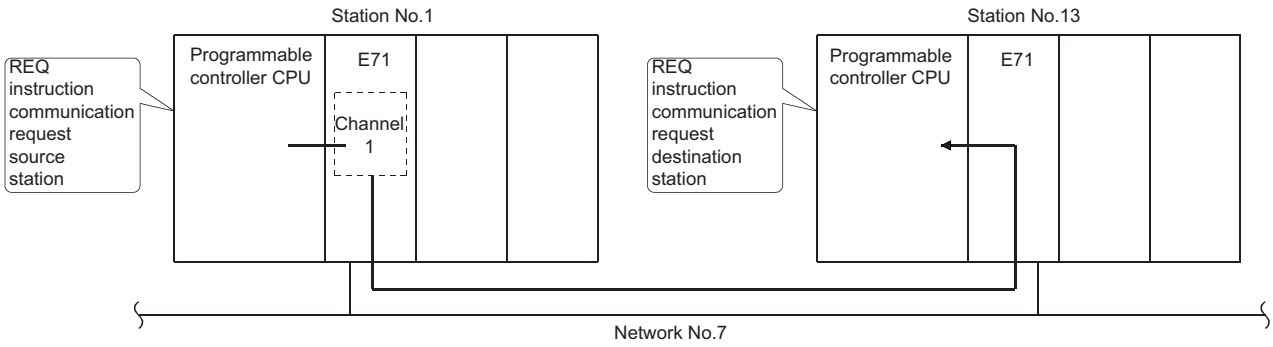 Station No.1
Station No.13
REQ
instruction
communication
request
source
station
Programmable
controller CPU
E71
Channel
1
REQ
instruction
communication
request
destination
station
Programmable
controller CPU
E71
Network No.7